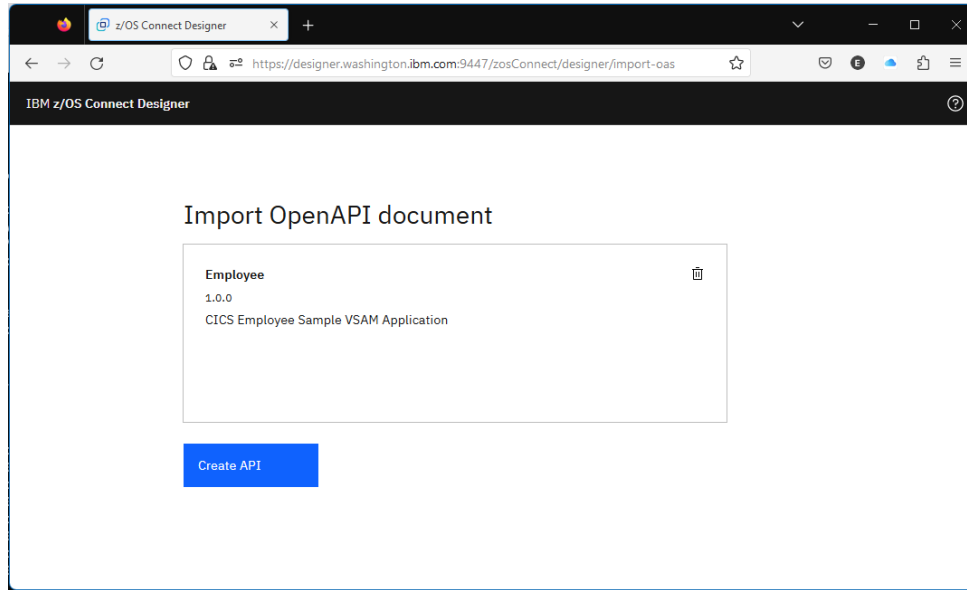 z/OS Connect Designer
https://designer.washington.ibm.com:9447/zosConnect/designer/import-oas
E
IBM z/OS Connect Designer
Import OpenAPI document
Employee
1.0.0
CICS Employee Sample VSAM Application
Create API